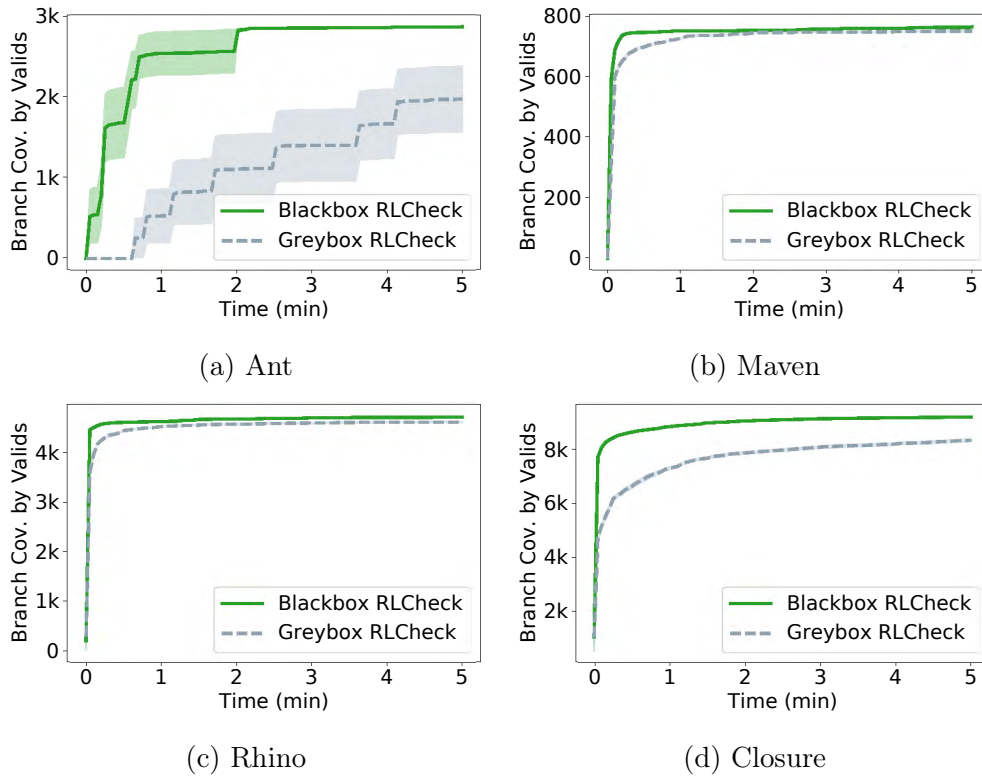 3k
2k
1k
0
Branch Cov. by Valids
Blackbox RLCheck
Greybox RLCheck
0 1 2 3 4 5
Time (min)
(a) Ant
800
600
400
200
0
Branch Cov. by Valids
Blackbox RLCheck
Greybox RLCheck
0 1 2 3 4 5
Time (min)
(b) Maven
4k
3k
2k
1k
0
Branch Cov. by Valids
Blackbox RLCheck
Greybox RLCheck
0 1 2 3 4 5
Time (min)
(c) Rhino
8k
6k
4k
2k
Branch Cov. by Valids
Blackbox RLCheck
Greybox RLCheck
0 1 2 3 4 5
Time (min)
(d) Closure